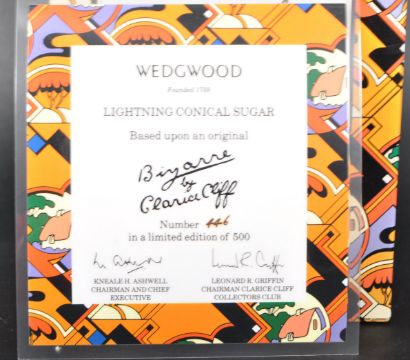 WEDGWOOD
Founded 1759
LIGHTNING CONICAL SUGAR
Based upon an original
Bizarre
by
Clarice Cliff
Number 446
in a limited edition of 500
KNEALE H. ASHWELL LEONARD R. GRIFFIN
CHAIRMAN AND CHIEF CHAIRMAN CLARICE CLIFF
EXECUTIVE COLLECTORS CLUB